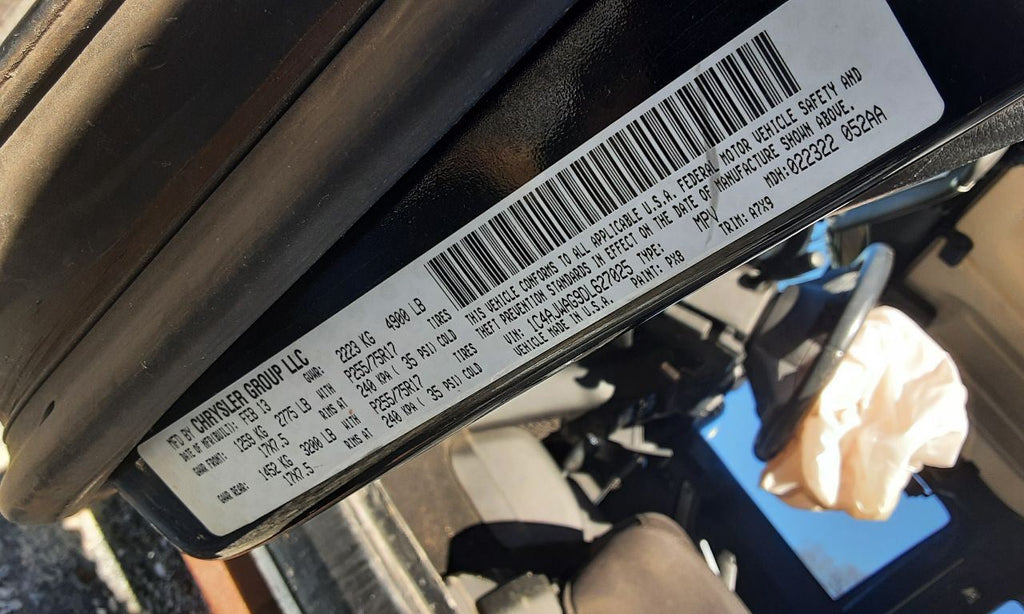 MFD BY CHRYSLER GROUP LLC
DATE OF MFR/BUILT: FEB 13 GVWR: 2223 KG 4900 LB
GAWR FRONT: 1259 KG 2775 LB WITH P255/75R17 TIRES
17X7.5 RIMS AT 240 KPA ( 35 PSI) COLD
GAWR REAR: 1452 KG 3200 LB WITH P255/75R17 TIRES
17X7.5 RIMS AT 240 KPA ( 35 PSI) COLD
THIS VEHICLE CONFORMS TO ALL APPLICABLE U.S.A. FEDERAL MOTOR VEHICLE SAFETY AND
THEFT PREVENTION STANDARDS IN EFFECT ON THE DATE OF MANUFACTURE SHOWN ABOVE.
VIN: 1C4AJWAG9DL627025 TYPE: MPV MDH: 022322 052AA
VEHICLE MADE IN U.S.A. PAINT: PX8 TRIM: A7X9